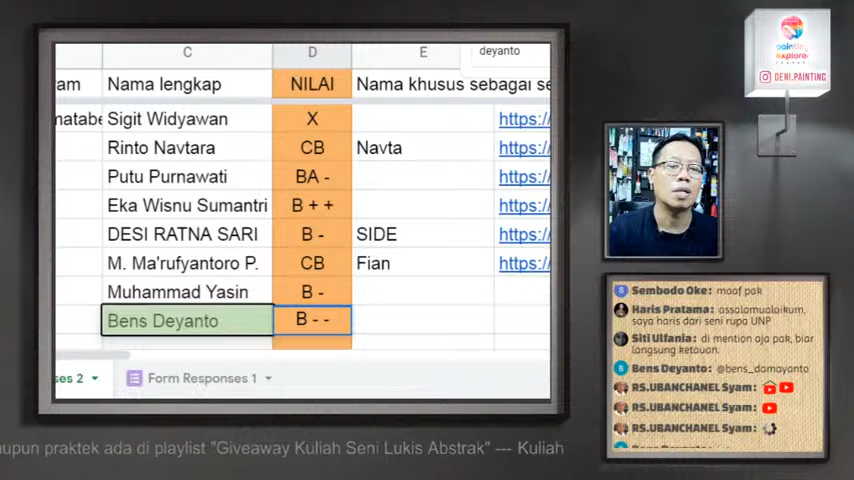 C D E
deyanto
am Nama lengkap NILAI Nama khusus sebagai se
matabe Sigit Widyawan X https:/
Rinto Navtara CB Navta https:/
Putu Purnawati BA - https:/
Eka Wisnu Sumantri B + + https:/
DESI RATNA SARI B - SIDE https:/
M. Ma'rufyantoro P. CB Fian https:/
Muhammad Yasin B -
Bens Deyanto B - -
ses 2 Form Responses 1
aupun praktek ada di playlist "Giveaway Kuliah Seni Lukis Abstrak" --- Kuliah
painting
explorer
DENI.PAINTING
S Sembodo Oke: maaf pak
Haris Pratama: assalamualaikum,
saya haris dari seni rupa UNP
Siti Ulfania: di mention aja pak, biar
langsung ketauan.
B Bens Deyanto: @bens_damayanto
RS.UBANCHANEL Syam:
RS.UBANCHANEL Syam:
RS.UBANCHANEL Syam: